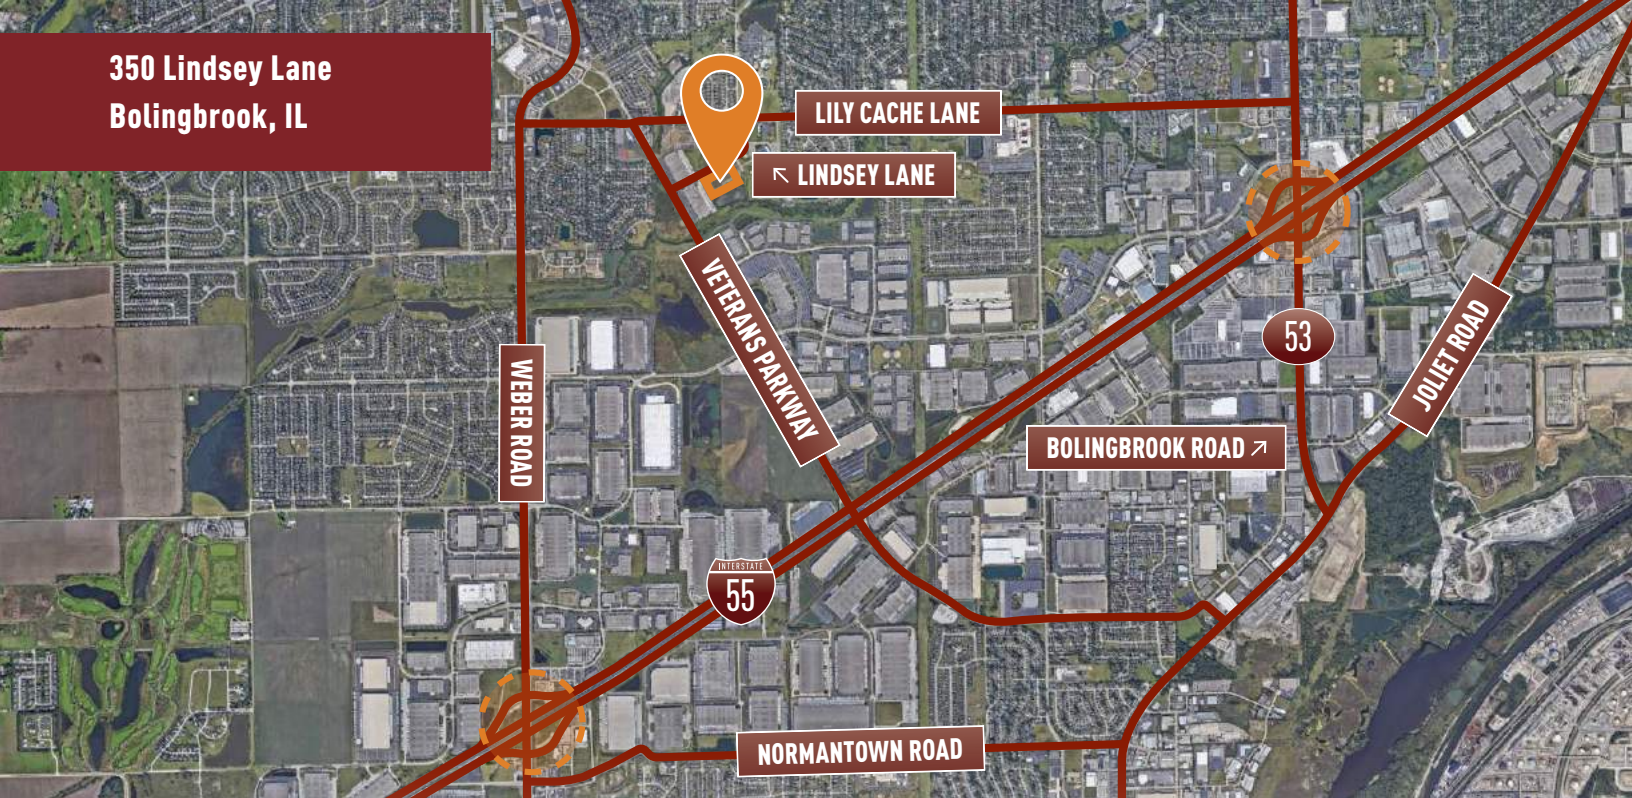 350 Lindsey Lane
Bolingbrook, IL
LILY CACHE LANE
↖ LINDSEY LANE
VETERANS PARKWAY
WEBER ROAD
53
JOLIET ROAD
BOLINGBROOK ROAD ↗
INTERSTATE
55
NORMANTOWN ROAD